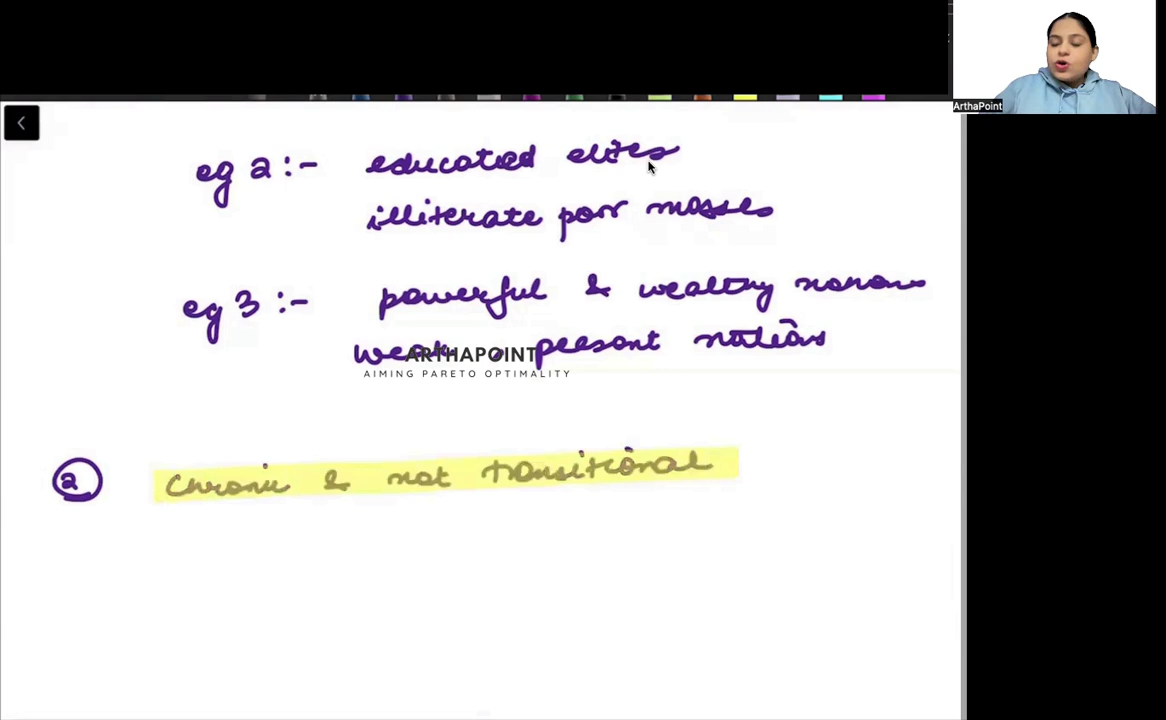 ArthaPoint
eg 2 :- educated elites
illiterate poor masses
eg 3 :- powerful & wealthy nations
weak, peasant nations
ARTHAPOINT
AIMING PARETO OPTIMALITY
2 Chronic & not transitional